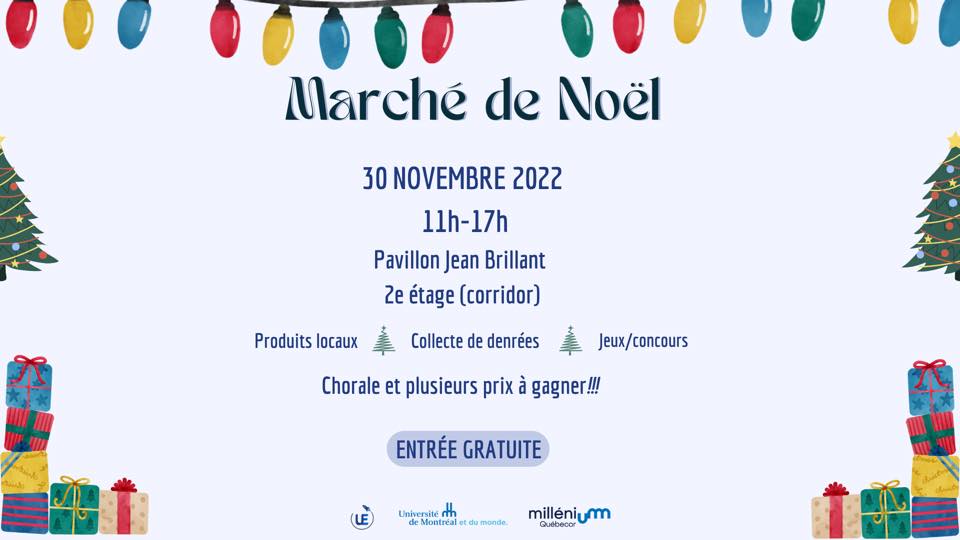 Marché de Noël
30 NOVEMBRE 2022
11h-17h
Pavillon Jean Brillant
2e étage (corridor)
Produits locaux Collecte de denrées Jeux/concours
Chorale et plusieurs prix à gagner!!!
ENTRÉE GRATUITE
Université
de Montréal et du monde.
millénium
Québecor